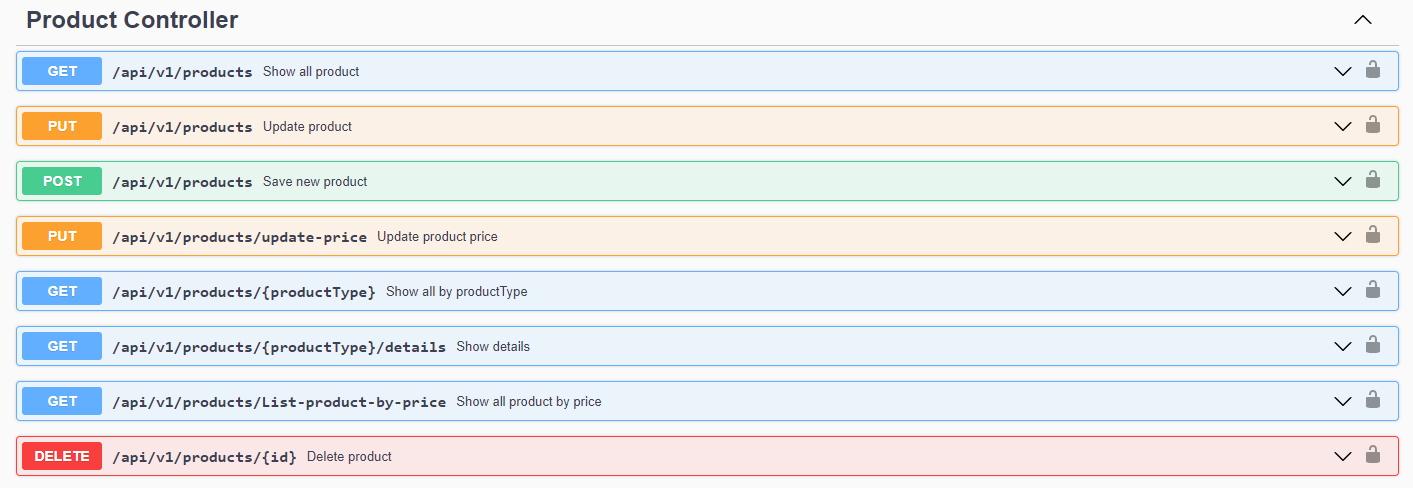 Product Controller
GET /api/v1/products Show all product
PUT /api/v1/products Update product
POST /api/v1/products Save new product
PUT /api/v1/products/update-price Update product price
GET /api/v1/products/{productType} Show all by productType
GET /api/v1/products/{productType}/details Show details
GET /api/v1/products/List-product-by-price Show all product by price
DELETE /api/v1/products/{id} Delete product